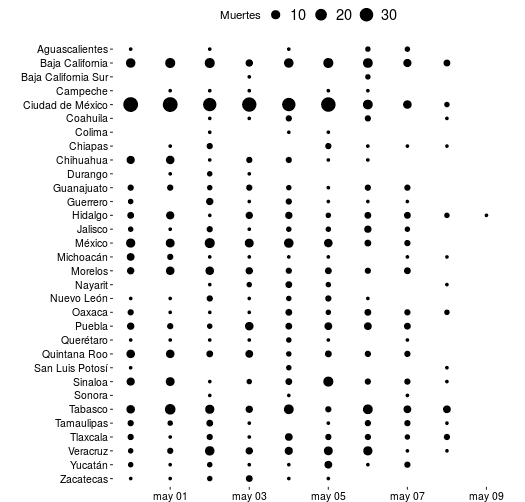 Muertes 10 20 30
Aguascalientes
Baja California
Baja California Sur
Campeche
Ciudad de México
Coahuila
Colima
Chiapas
Chihuahua
Durango
Guanajuato
Guerrero
Hidalgo
Jalisco
México
Michoacán
Morelos
Nayarit
Nuevo León
Oaxaca
Puebla
Querétaro
Quintana Roo
San Luis Potosí
Sinaloa
Sonora
Tabasco
Tamaulipas
Tlaxcala
Veracruz
Yucatán
Zacatecas
may 01 may 03 may 05 may 07 may 09